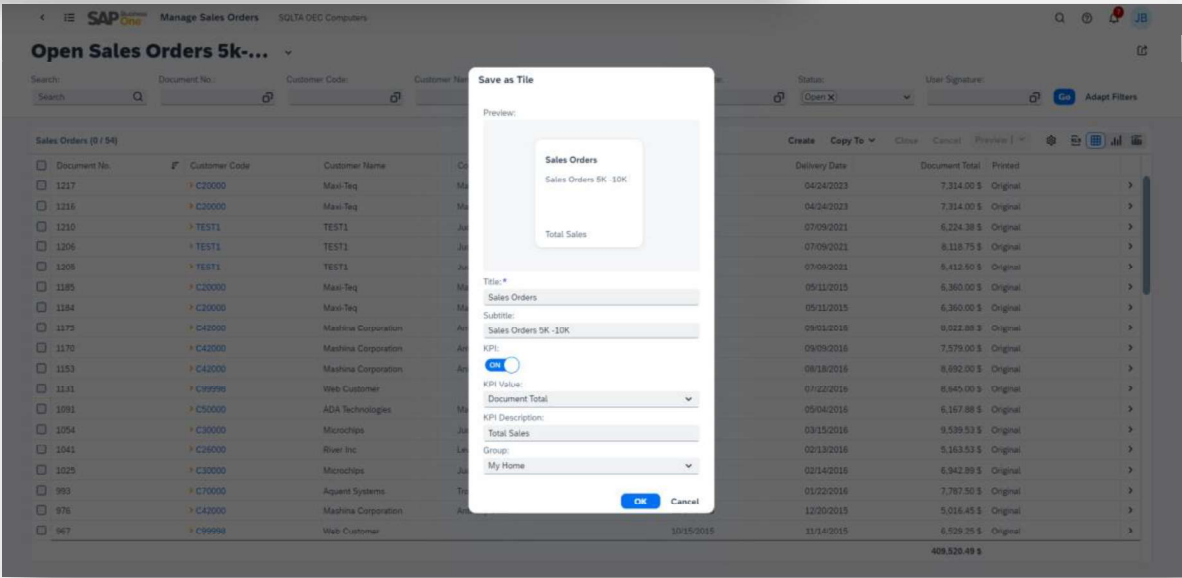 SAP Business One Manage Sales Orders SQLTA OEC Computers JB
Open Sales Orders 5k-...
Search: Document No.: Customer Code: Customer Status: User Signature:
Search Open Go Adapt Filters
Save as Tile
Preview:
Sales Orders
Sales Orders 5K -10K
Total Sales
Title: *
Sales Orders
Subtitle:
Sales Orders 5K -10K
KPI:
ON
KPI Value:
Document Total
KPI Description:
Total Sales
Group:
My Home
OK Cancel
Sales Orders (0 / 54) Create Copy To Close Cancel Preview
Document No. Customer Code Customer Name Delivery Date Document Total Printed
1217 C20000 Maxi-Teq 04/24/2023 7,314.00 $ Original
1216 C20000 Maxi-Teq 04/24/2023 7,314.00 $ Original
1210 TEST1 TEST1 07/09/2021 6,224.38 $ Original
1206 TEST1 TEST1 07/09/2021 8,118.75 $ Original
1205 TEST1 TEST1 07/09/2021 Original
1185 C20000 Maxi-Teq 05/11/2015 6,360.00 $ Original
1184 C20000 Maxi-Teq 05/11/2015 6,360.00 $ Original
1175 C42000 Mashina Corporation Original
1170 C42000 Mashina Corporation 09/09/2016 7,579.00 $ Original
1153 C42000 Mashina Corporation 08/18/2016 8,692.00 $ Original
1131 C99998 Web Customer 07/22/2016 8,645.00 $ Original
1091 C50000 ADA Technologies 05/04/2016 6,167.88 $ Original
1054 C30000 Microchips 03/15/2016 9,539.53 $ Original
1041 C26000 River Inc 02/13/2016 5,163.53 $ Original
1025 C30000 Microchips 02/14/2016 6,942.89 $ Original
993 C70000 Aquent Systems 01/22/2016 7,787.50 $ Original
976 C42000 Mashina Corporation 12/20/2015 5,016.45 $ Original
967 C99998 Web Customer 10/15/2015 11/14/2015 6,529.25 $ Original
409,520.49 $